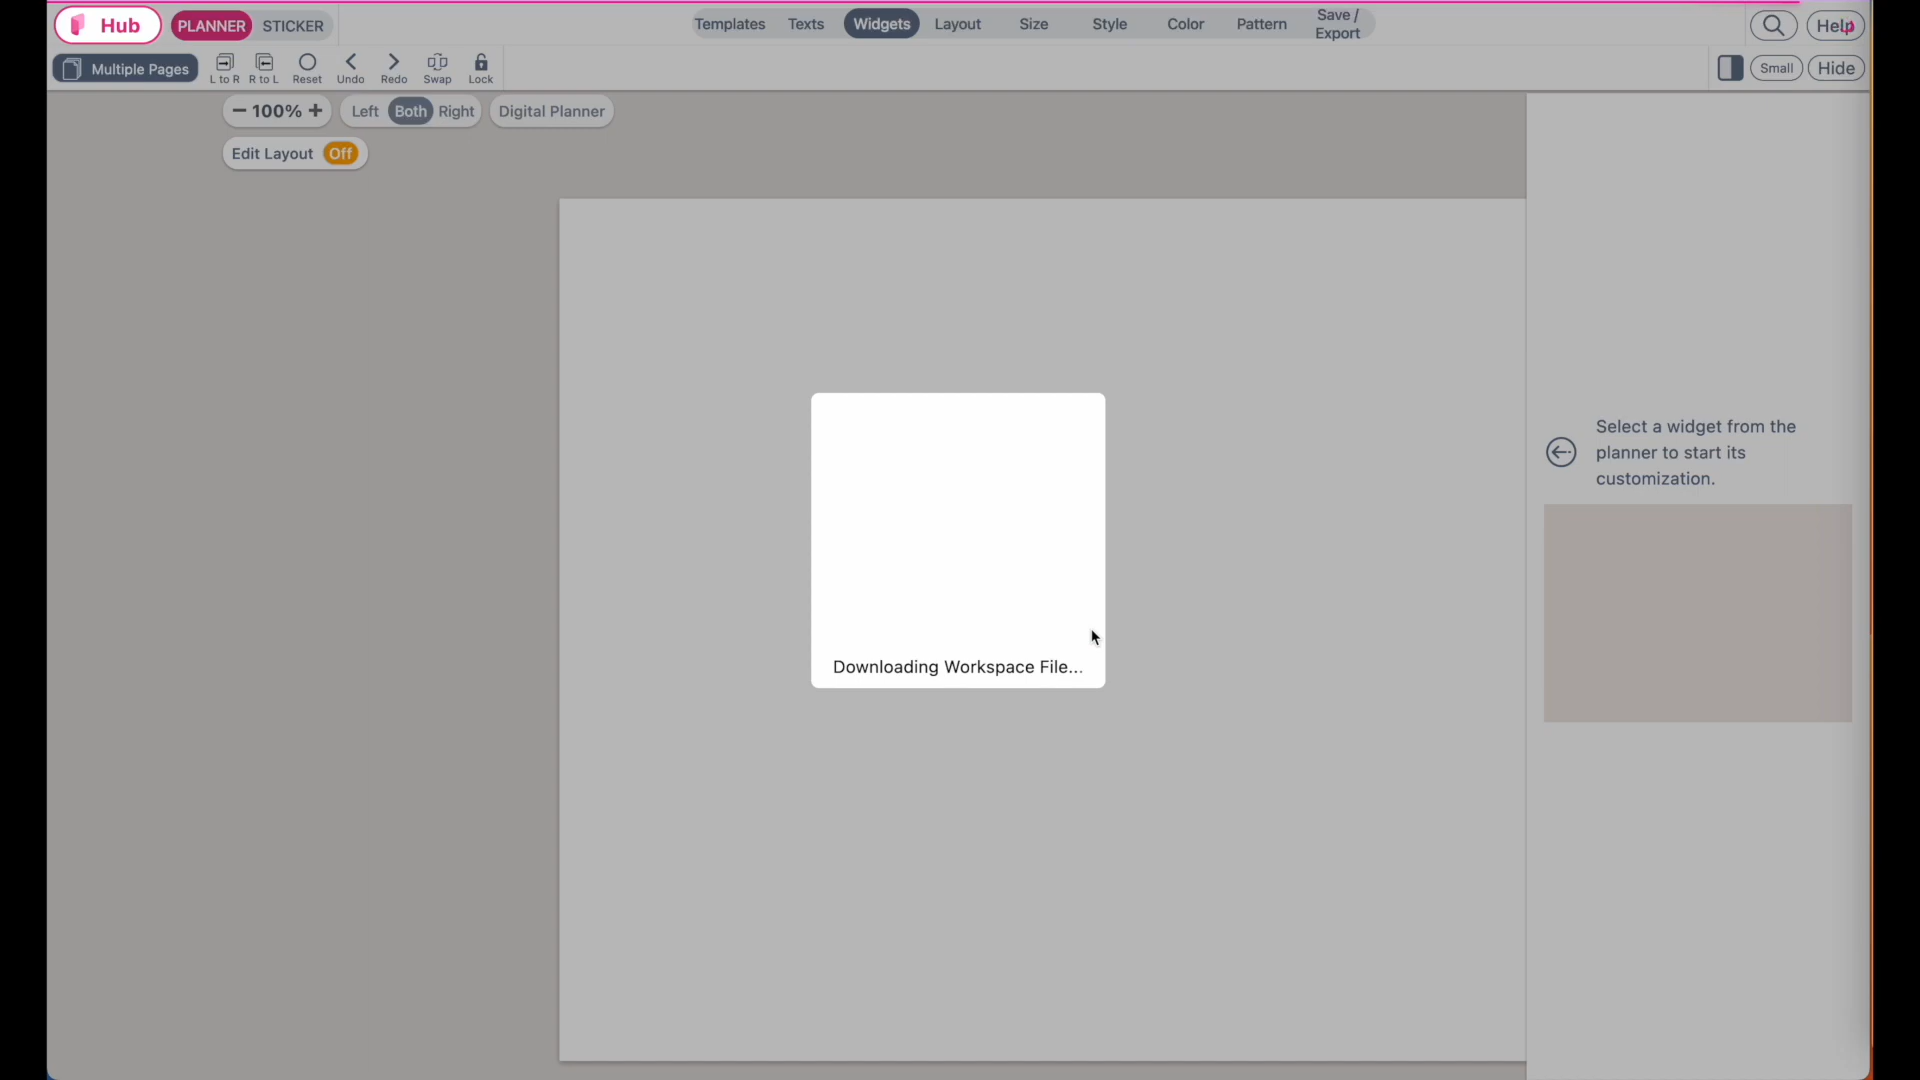 Hub PLANNER STICKER Templates Texts Widgets Layout Size Style Color Pattern Save / Export Help
Multiple Pages L to R R to L Reset Undo Redo Swap Lock Small Hide
100% Left Both Right Digital Planner
Edit Layout Off
Select a widget from the
planner to start its
customization.
Downloading Workspace File...